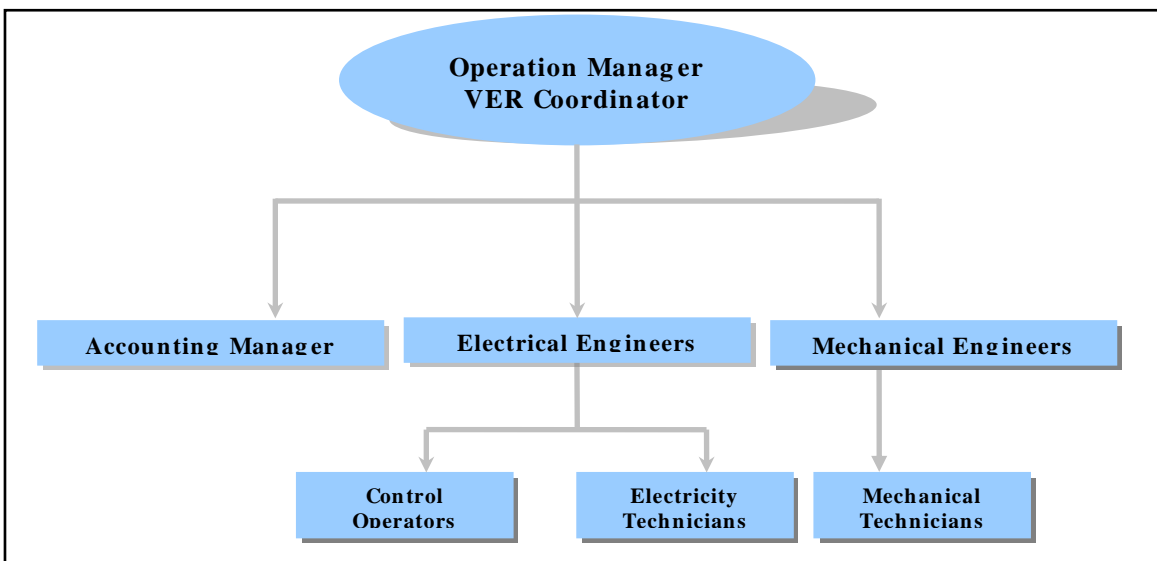 Operation Manager
VER Coordinator
Accounting Manager
Electrical Engineers
Mechanical Engineers
Control
Operators
Electricity
Technicians
Mechanical
Technicians